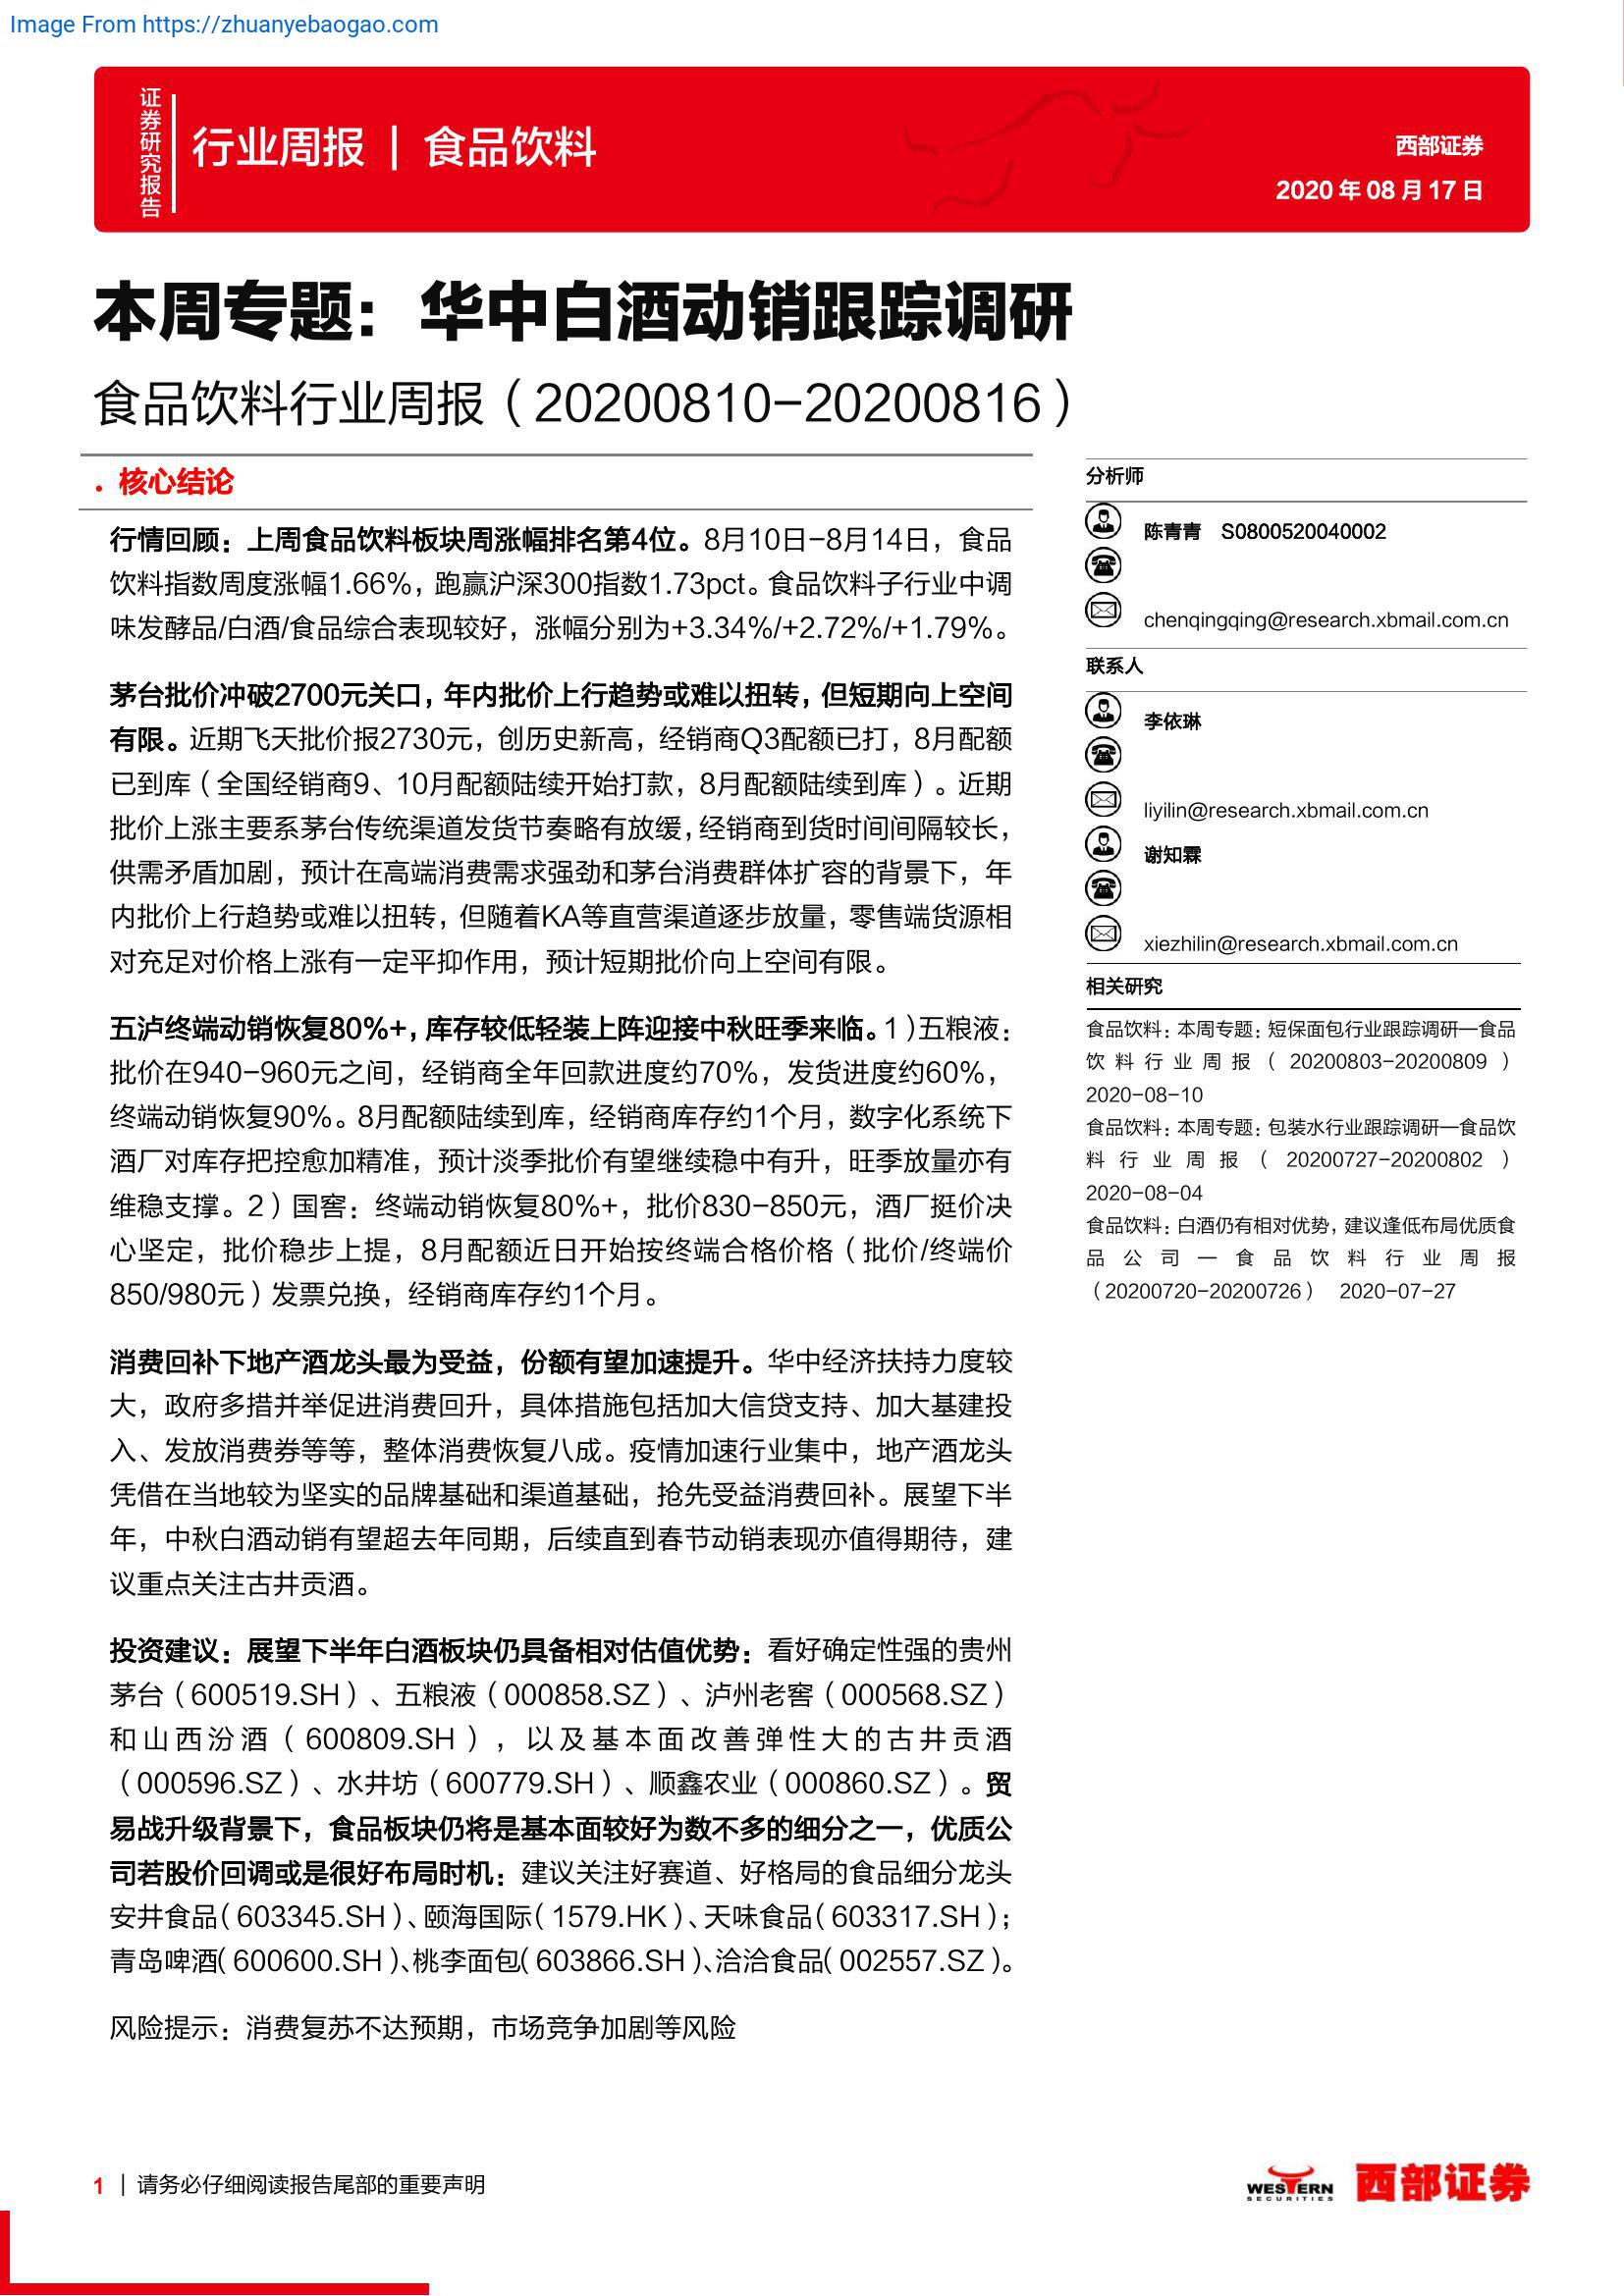 Image From https://zhuanyebaogao.com
证券研究报告
行业周报 | 食品饮料
西部证券
2020 年 08 月 17 日
本周专题：华中白酒动销跟踪调研
食品饮料行业周报（20200810-20200816）
· 核心结论
行情回顾：上周食品饮料板块周涨幅排名第4位。8月10日-8月14日，食品
饮料指数周度涨幅1.66%，跑赢沪深300指数1.73pct。食品饮料子行业中调
味发酵品/白酒/食品综合表现较好，涨幅分别为+3.34%/+2.72%/+1.79%。
茅台批价冲破2700元关口，年内批价上行趋势或难以扭转，但短期向上空间
有限。近期飞天批价报2730元，创历史新高，经销商Q3配额已打，8月配额
已到库（全国经销商9、10月配额陆续开始打款，8月配额陆续到库）。近期
批价上涨主要系茅台传统渠道发货节奏略有放缓，经销商到货时间间隔较长，
供需矛盾加剧，预计在高端消费需求强劲和茅台消费群体扩容的背景下，年
内批价上行趋势或难以扭转，但随着KA等直营渠道逐步放量，零售端货源相
对充足对价格上涨有一定平抑作用，预计短期批价向上空间有限。
五泸终端动销恢复80%+，库存较低轻装上阵迎接中秋旺季来临。1）五粮液：
批价在940-960元之间，经销商全年回款进度约70%，发货进度约60%，
终端动销恢复90%。8月配额陆续到库，经销商库存约1个月，数字化系统下
酒厂对库存把控愈加精准，预计淡季批价有望继续稳中有升，旺季放量亦有
维稳支撑。2）国窖：终端动销恢复80%+，批价830-850元，酒厂挺价决
心坚定，批价稳步上提，8月配额近日开始按终端合格价格（批价/终端价
850/980元）发票兑换，经销商库存约1个月。
消费回补下地产酒龙头最为受益，份额有望加速提升。华中经济扶持力度较
大，政府多措并举促进消费回升，具体措施包括加大信贷支持、加大基建投
入、发放消费券等等，整体消费恢复八成。疫情加速行业集中，地产酒龙头
凭借在当地较为坚实的品牌基础和渠道基础，抢先受益消费回补。展望下半
年，中秋白酒动销有望超去年同期，后续直到春节动销表现亦值得期待，建
议重点关注古井贡酒。
投资建议：展望下半年白酒板块仍具备相对估值优势：看好确定性强的贵州
茅台（600519.SH）、五粮液（000858.SZ）、泸州老窖（000568.SZ）
和山西汾酒（600809.SH），以及基本面改善弹性大的古井贡酒
（000596.SZ）、水井坊（600779.SH）、顺鑫农业（000860.SZ）。贸
易战升级背景下，食品板块仍将是基本面较好为数不多的细分之一，优质公
司若股价回调或是很好布局时机：建议关注好赛道、好格局的食品细分龙头
安井食品（603345.SH）、颐海国际（1579.HK）、天味食品（603317.SH）；
青岛啤酒（600600.SH）、桃李面包（603866.SH）、洽洽食品（002557.SZ）。
风险提示：消费复苏不达预期，市场竞争加剧等风险
分析师
陈青青 S0800520040002
chenqingqing@research.xbmail.com.cn
联系人
李依琳
liyilin@research.xbmail.com.cn
谢知霖
xiezhilin@research.xbmail.com.cn
相关研究
食品饮料：本周专题：短保面包行业跟踪调研—食品
饮料行业周报（20200803-20200809）
2020-08-10
食品饮料：本周专题：包装水行业跟踪调研—食品饮
料行业周报（20200727-20200802）
2020-08-04
食品饮料：白酒仍有相对优势，建议逢低布局优质食
品公司—食品饮料行业周报
（20200720-20200726） 2020-07-27
1 | 请务必仔细阅读报告尾部的重要声明
WESTERN
SECURITIES
西部证券